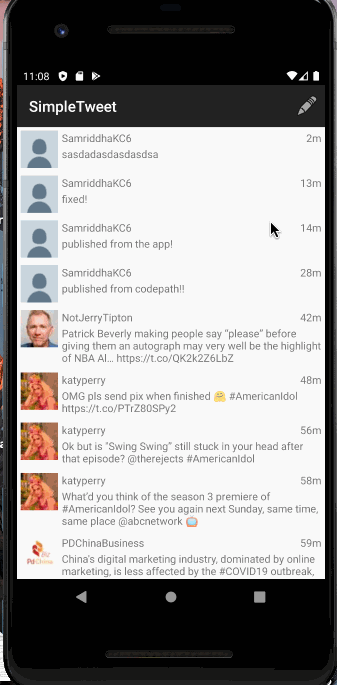 11:08
SimpleTweet
SamriddhaKC6 2m
sasdadasdasdasdsa
SamriddhaKC6 13m
fixed!
SamriddhaKC6 14m
published from the app!
SamriddhaKC6 28m
published from codepath!!
NotJerryTipton 42m
Patrick Beverly making people say “please” before
giving them an autograph may very well be the highlight
of NBA Al… https://t.co/QK2k2Z6LbZ
katyperry 48m
OMG pls send pix when finished 🤗 #AmericanIdol
https://t.co/PTrZ80SPy2
katyperry 56m
Ok but is “Swing Swing” still stuck in your head after
that episode? @therejects #AmericanIdol
katyperry 58m
What'd you think of the season 3 premiere of
#AmericanIdol? See you again next Sunday, same time,
same place @abcnetwork 📺
PDChinaBusiness 59m
China's digital marketing industry, dominated by online
marketing, is less affected by the #COVID19 outbreak,